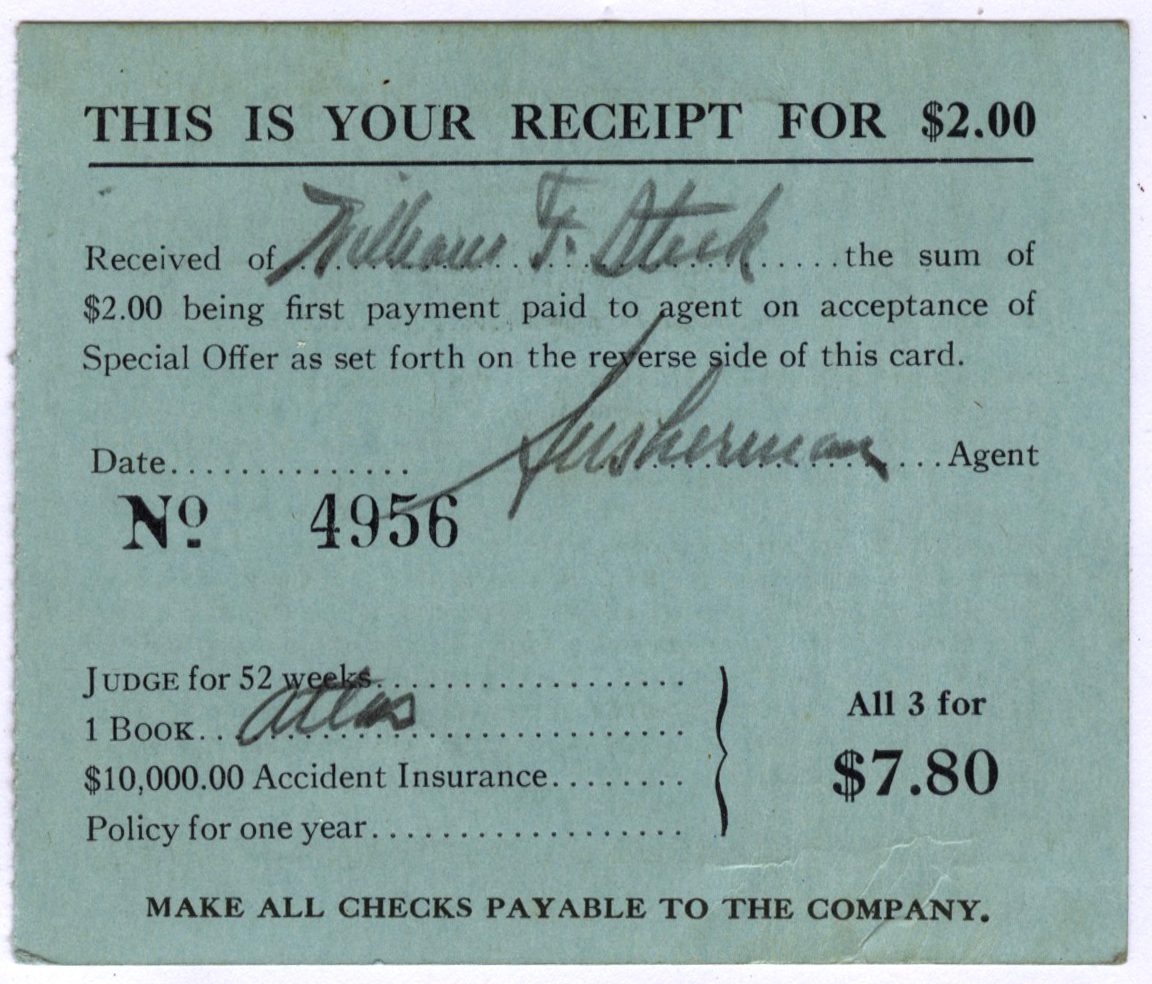 THIS IS YOUR RECEIPT FOR $2.00
Received of William F. Steck the sum of
$2.00 being first payment paid to agent on acceptance of
Special Offer as set forth on the reverse side of this card.
Date.............. Agent
No 4956
JUDGE for 52 weeks
1 BOOK.. atlas
$10,000.00 Accident Insurance........
Policy for one year
All 3 for
$7.80
MAKE ALL CHECKS PAYABLE TO THE COMPANY.